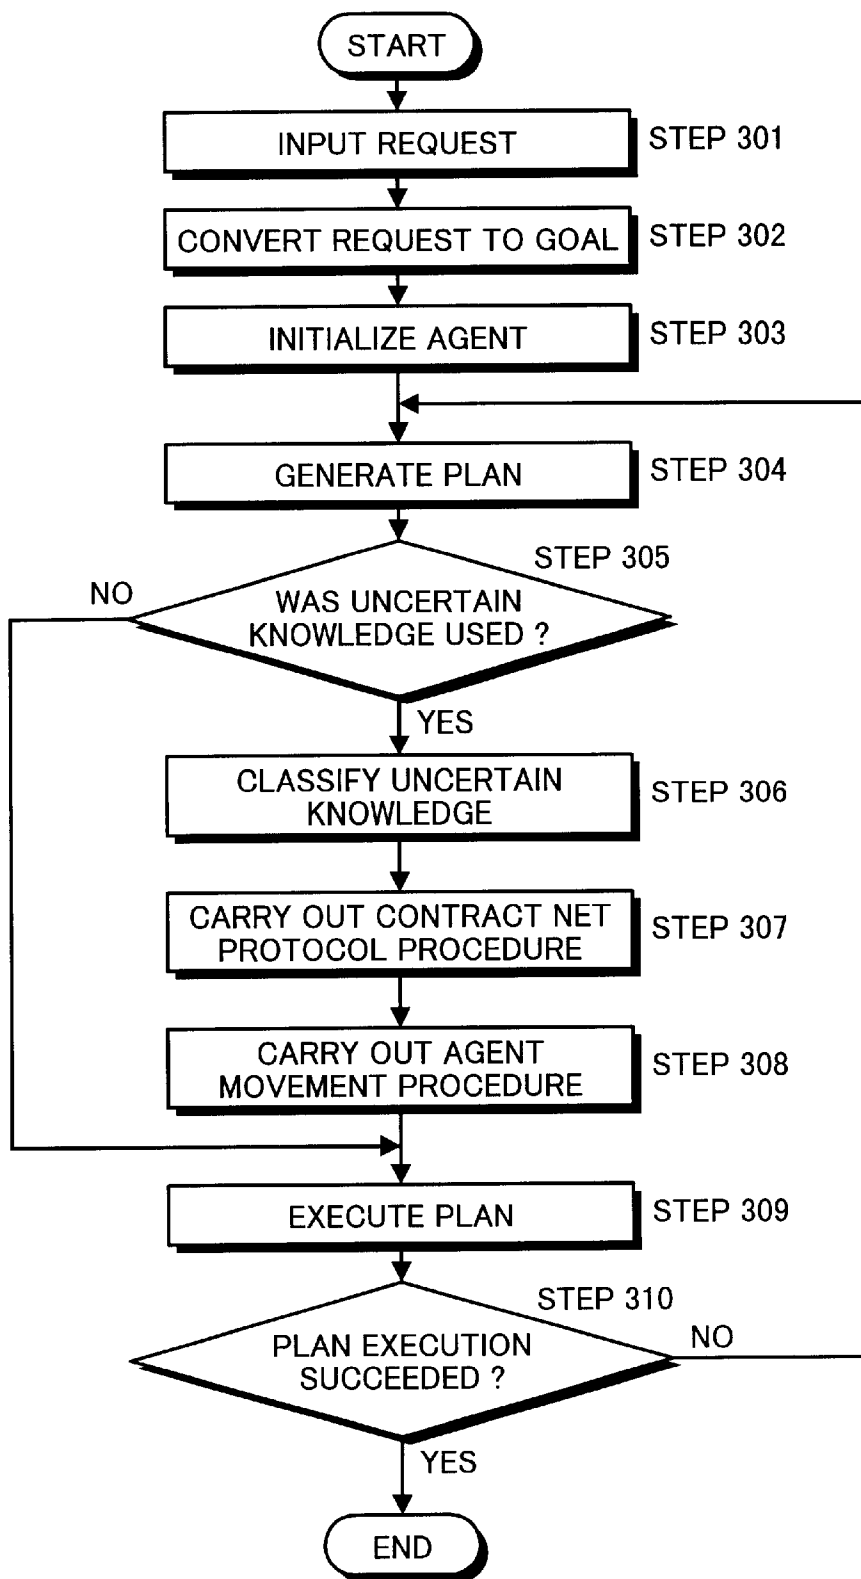 START
INPUT REQUEST
STEP 301
CONVERT REQUEST TO GOAL
STEP 302
INITIALIZE AGENT
STEP 303
GENERATE PLAN
STEP 304
STEP 305
NO
WAS UNCERTAIN
KNOWLEDGE USED ?
YES
CLASSIFY UNCERTAIN
KNOWLEDGE
STEP 306
CARRY OUT CONTRACT NET
PROTOCOL PROCEDURE
STEP 307
CARRY OUT AGENT
MOVEMENT PROCEDURE
STEP 308
EXECUTE PLAN
STEP 309
STEP 310
PLAN EXECUTION
SUCCEEDED ?
NO
YES
END